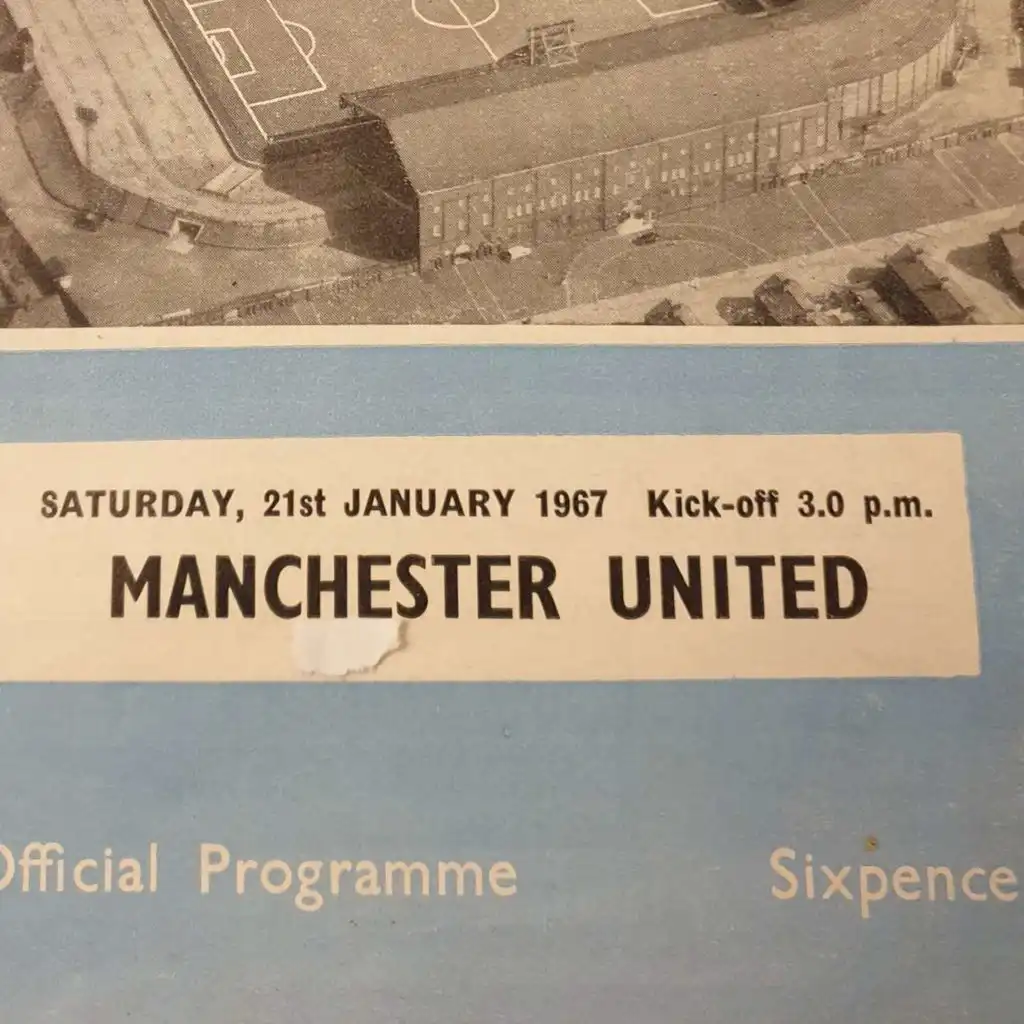 SATURDAY, 21st JANUARY 1967 Kick-off 3.0 p.m.
MANCHESTER UNITED
Official Programme Sixpence